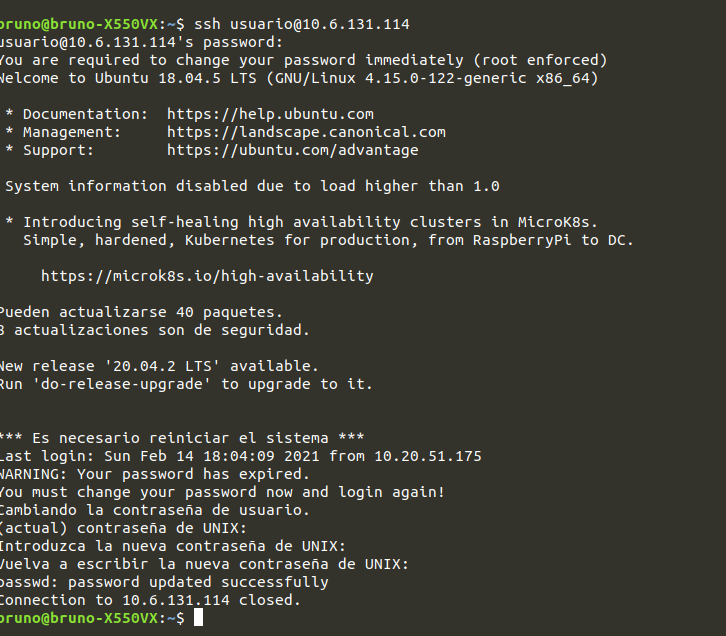 bruno@bruno-X550VX:~$ ssh usuario@10.6.131.114
usuario@10.6.131.114's password:
You are required to change your password immediately (root enforced)
Welcome to Ubuntu 18.04.5 LTS (GNU/Linux 4.15.0-122-generic x86_64)
* Documentation:  https://help.ubuntu.com
* Management:     https://landscape.canonical.com
* Support:        https://ubuntu.com/advantage
System information disabled due to load higher than 1.0
* Introducing self-healing high availability clusters in MicroK8s.
Simple, hardened, Kubernetes for production, from RaspberryPi to DC.
https://microk8s.io/high-availability
Pueden actualizarse 40 paquetes.
actualizaciones son de seguridad.
New release '20.04.2 LTS' available.
Run 'do-release-upgrade' to upgrade to it.
*** Es necesario reiniciar el sistema ***
Last login: Sun Feb 14 18:04:09 2021 from 10.20.51.175
WARNING: Your password has expired.
You must change your password now and login again!
Cambiando la contraseña de usuario.
(actual) contraseña de UNIX:
Introduzca la nueva contraseña de UNIX:
Vuelva a escribir la nueva contraseña de UNIX:
passwd: password updated successfully
Connection to 10.6.131.114 closed.
bruno@bruno-X550VX:~$